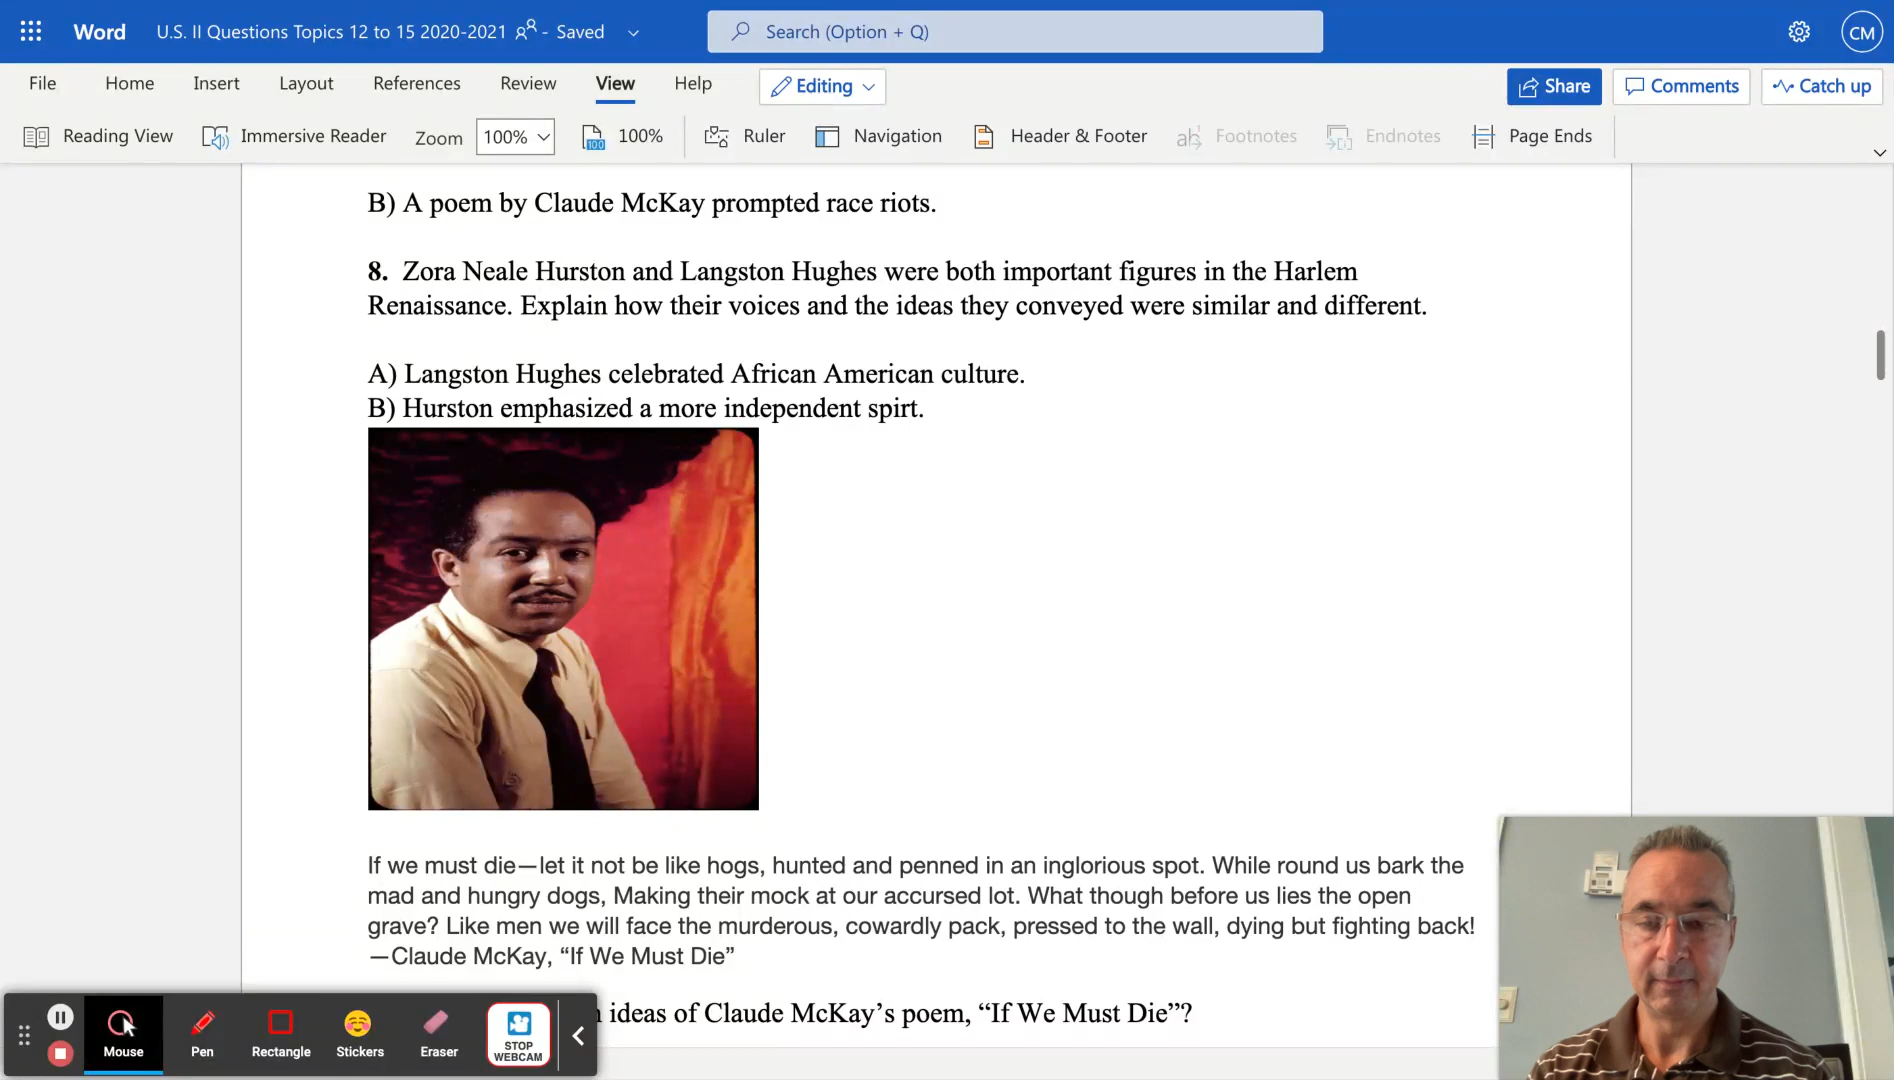 Word U.S. II Questions Topics 12 to 15 2020-2021 - Saved Search (Option + Q) CM
File Home Insert Layout References Review View Help Editing Share Comments Catch up
Reading View Immersive Reader Zoom 100% 100 100% Ruler Navigation Header & Footer ab Footnotes Endnotes Page Ends
B) A poem by Claude McKay prompted race riots.
8. Zora Neale Hurston and Langston Hughes were both important figures in the Harlem
Renaissance. Explain how their voices and the ideas they conveyed were similar and different.
A) Langston Hughes celebrated African American culture.
B) Hurston emphasized a more independent spirt.
If we must die—let it not be like hogs, hunted and penned in an inglorious spot. While round us bark the
mad and hungry dogs, Making their mock at our accursed lot. What though before us lies the open
grave? Like men we will face the murderous, cowardly pack, pressed to the wall, dying but fighting back!
—Claude McKay, “If We Must Die”
ideas of Claude McKay’s poem, “If We Must Die”?
Mouse Pen Rectangle Stickers Eraser STOP
WEBCAM